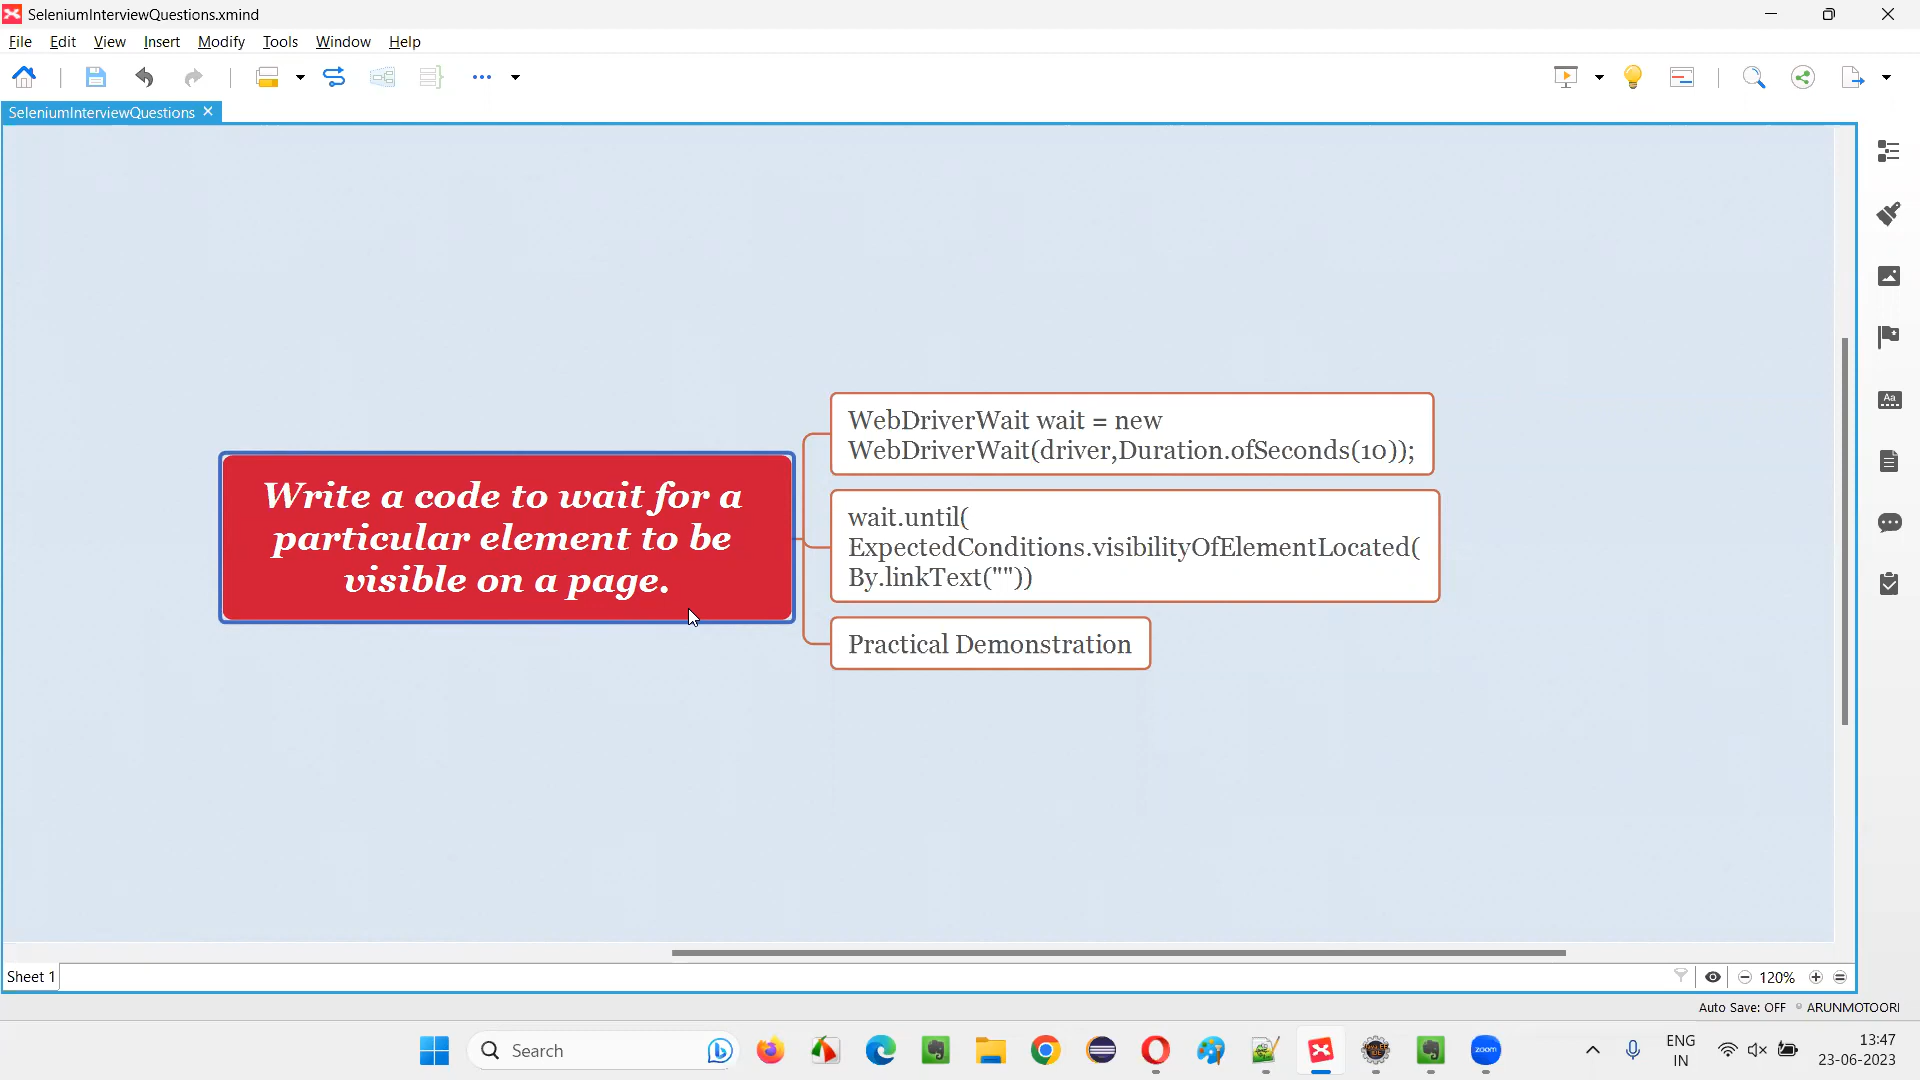 SeleniumInterviewQuestions.xmind
File Edit View Insert Modify Tools Window Help
SeleniumInterviewQuestions
Write a code to wait for a
particular element to be
visible on a page.
WebDriverWait wait = new
WebDriverWait(driver,Duration.ofSeconds(10));
wait.until(
ExpectedConditions.visibilityOfElementLocated(
By.linkText(""))
Practical Demonstration
Aa
Sheet 1
120%
Auto Save: OFF ARUNMOTOORI
Search
zoom
ENG
IN
13:47
23-06-2023